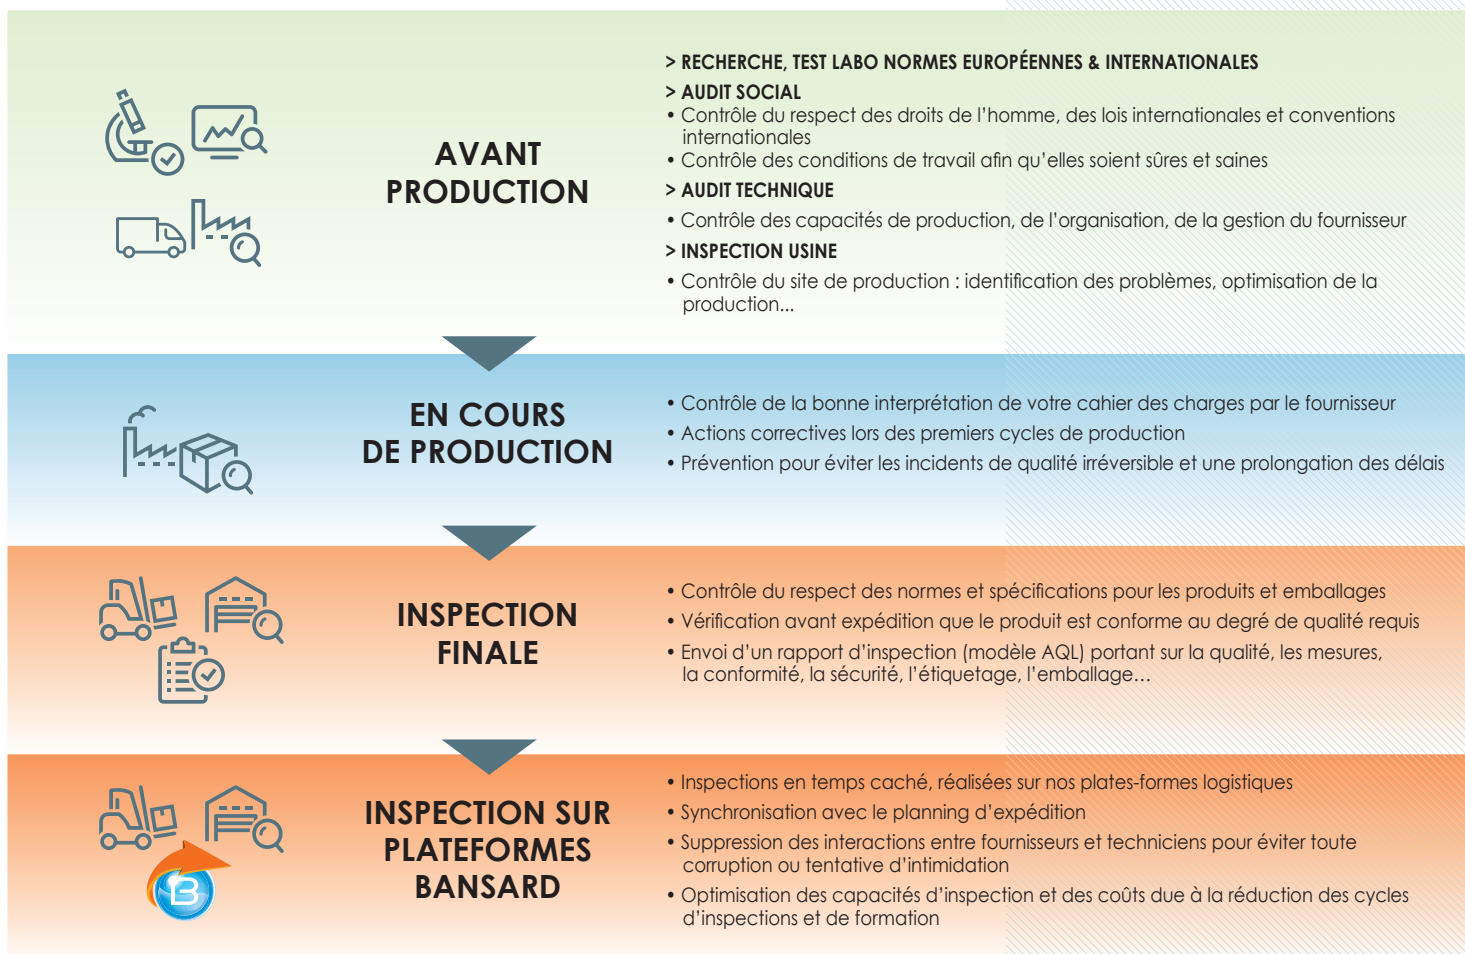 AVANT
PRODUCTION
> RECHERCHE, TEST LABO NORMES EUROPÉENNES & INTERNATIONALES
> AUDIT SOCIAL
• Contrôle du respect des droits de l’homme, des lois internationales et conventions
internationales
• Contrôle des conditions de travail afin qu’elles soient sûres et saines
> AUDIT TECHNIQUE
• Contrôle des capacités de production, de l’organisation, de la gestion du fournisseur
> INSPECTION USINE
• Contrôle du site de production : identification des problèmes, optimisation de la
production...
EN COURS
DE PRODUCTION
• Contrôle de la bonne interprétation de votre cahier des charges par le fournisseur
• Actions correctives lors des premiers cycles de production
• Prévention pour éviter les incidents de qualité irréversible et une prolongation des délais
INSPECTION
FINALE
• Contrôle du respect des normes et spécifications pour les produits et emballages
• Vérification avant expédition que le produit est conforme au degré de qualité requis
• Envoi d’un rapport d’inspection (modèle AQL) portant sur la qualité, les mesures,
la conformité, la sécurité, l’étiquetage, l’emballage…
B
INSPECTION SUR
PLATEFORMES
BANSARD
• Inspections en temps caché, réalisées sur nos plates-formes logistiques
• Synchronisation avec le planning d’expédition
• Suppression des interactions entre fournisseurs et techniciens pour éviter toute
corruption ou tentative d’intimidation
• Optimisation des capacités d’inspection et des coûts due à la réduction des cycles
d’inspections et de formation